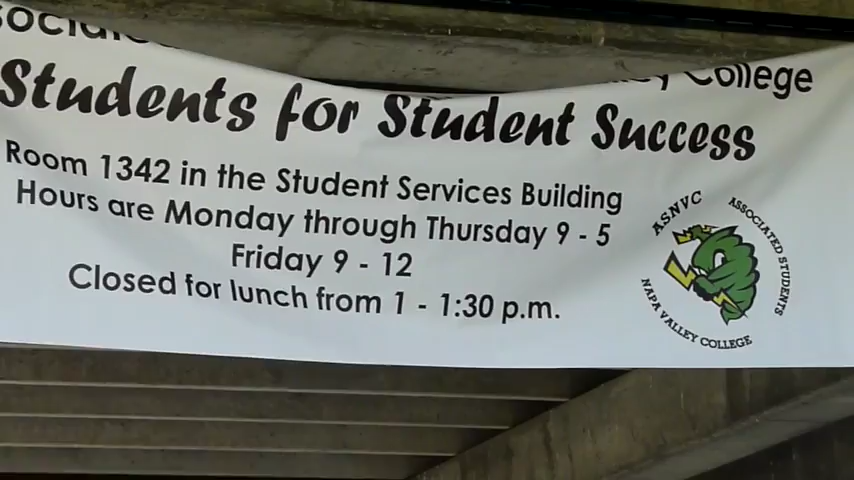 College
Students for Student Success
Room 1342 in the Student Services Building
Hours are Monday through Thursday 9 - 5
Friday 9 - 12
Closed for lunch from 1 - 1:30 p.m.
ASNVC
ASSOCIATED STUDENTS
NAPA VALLEY COLLEGE